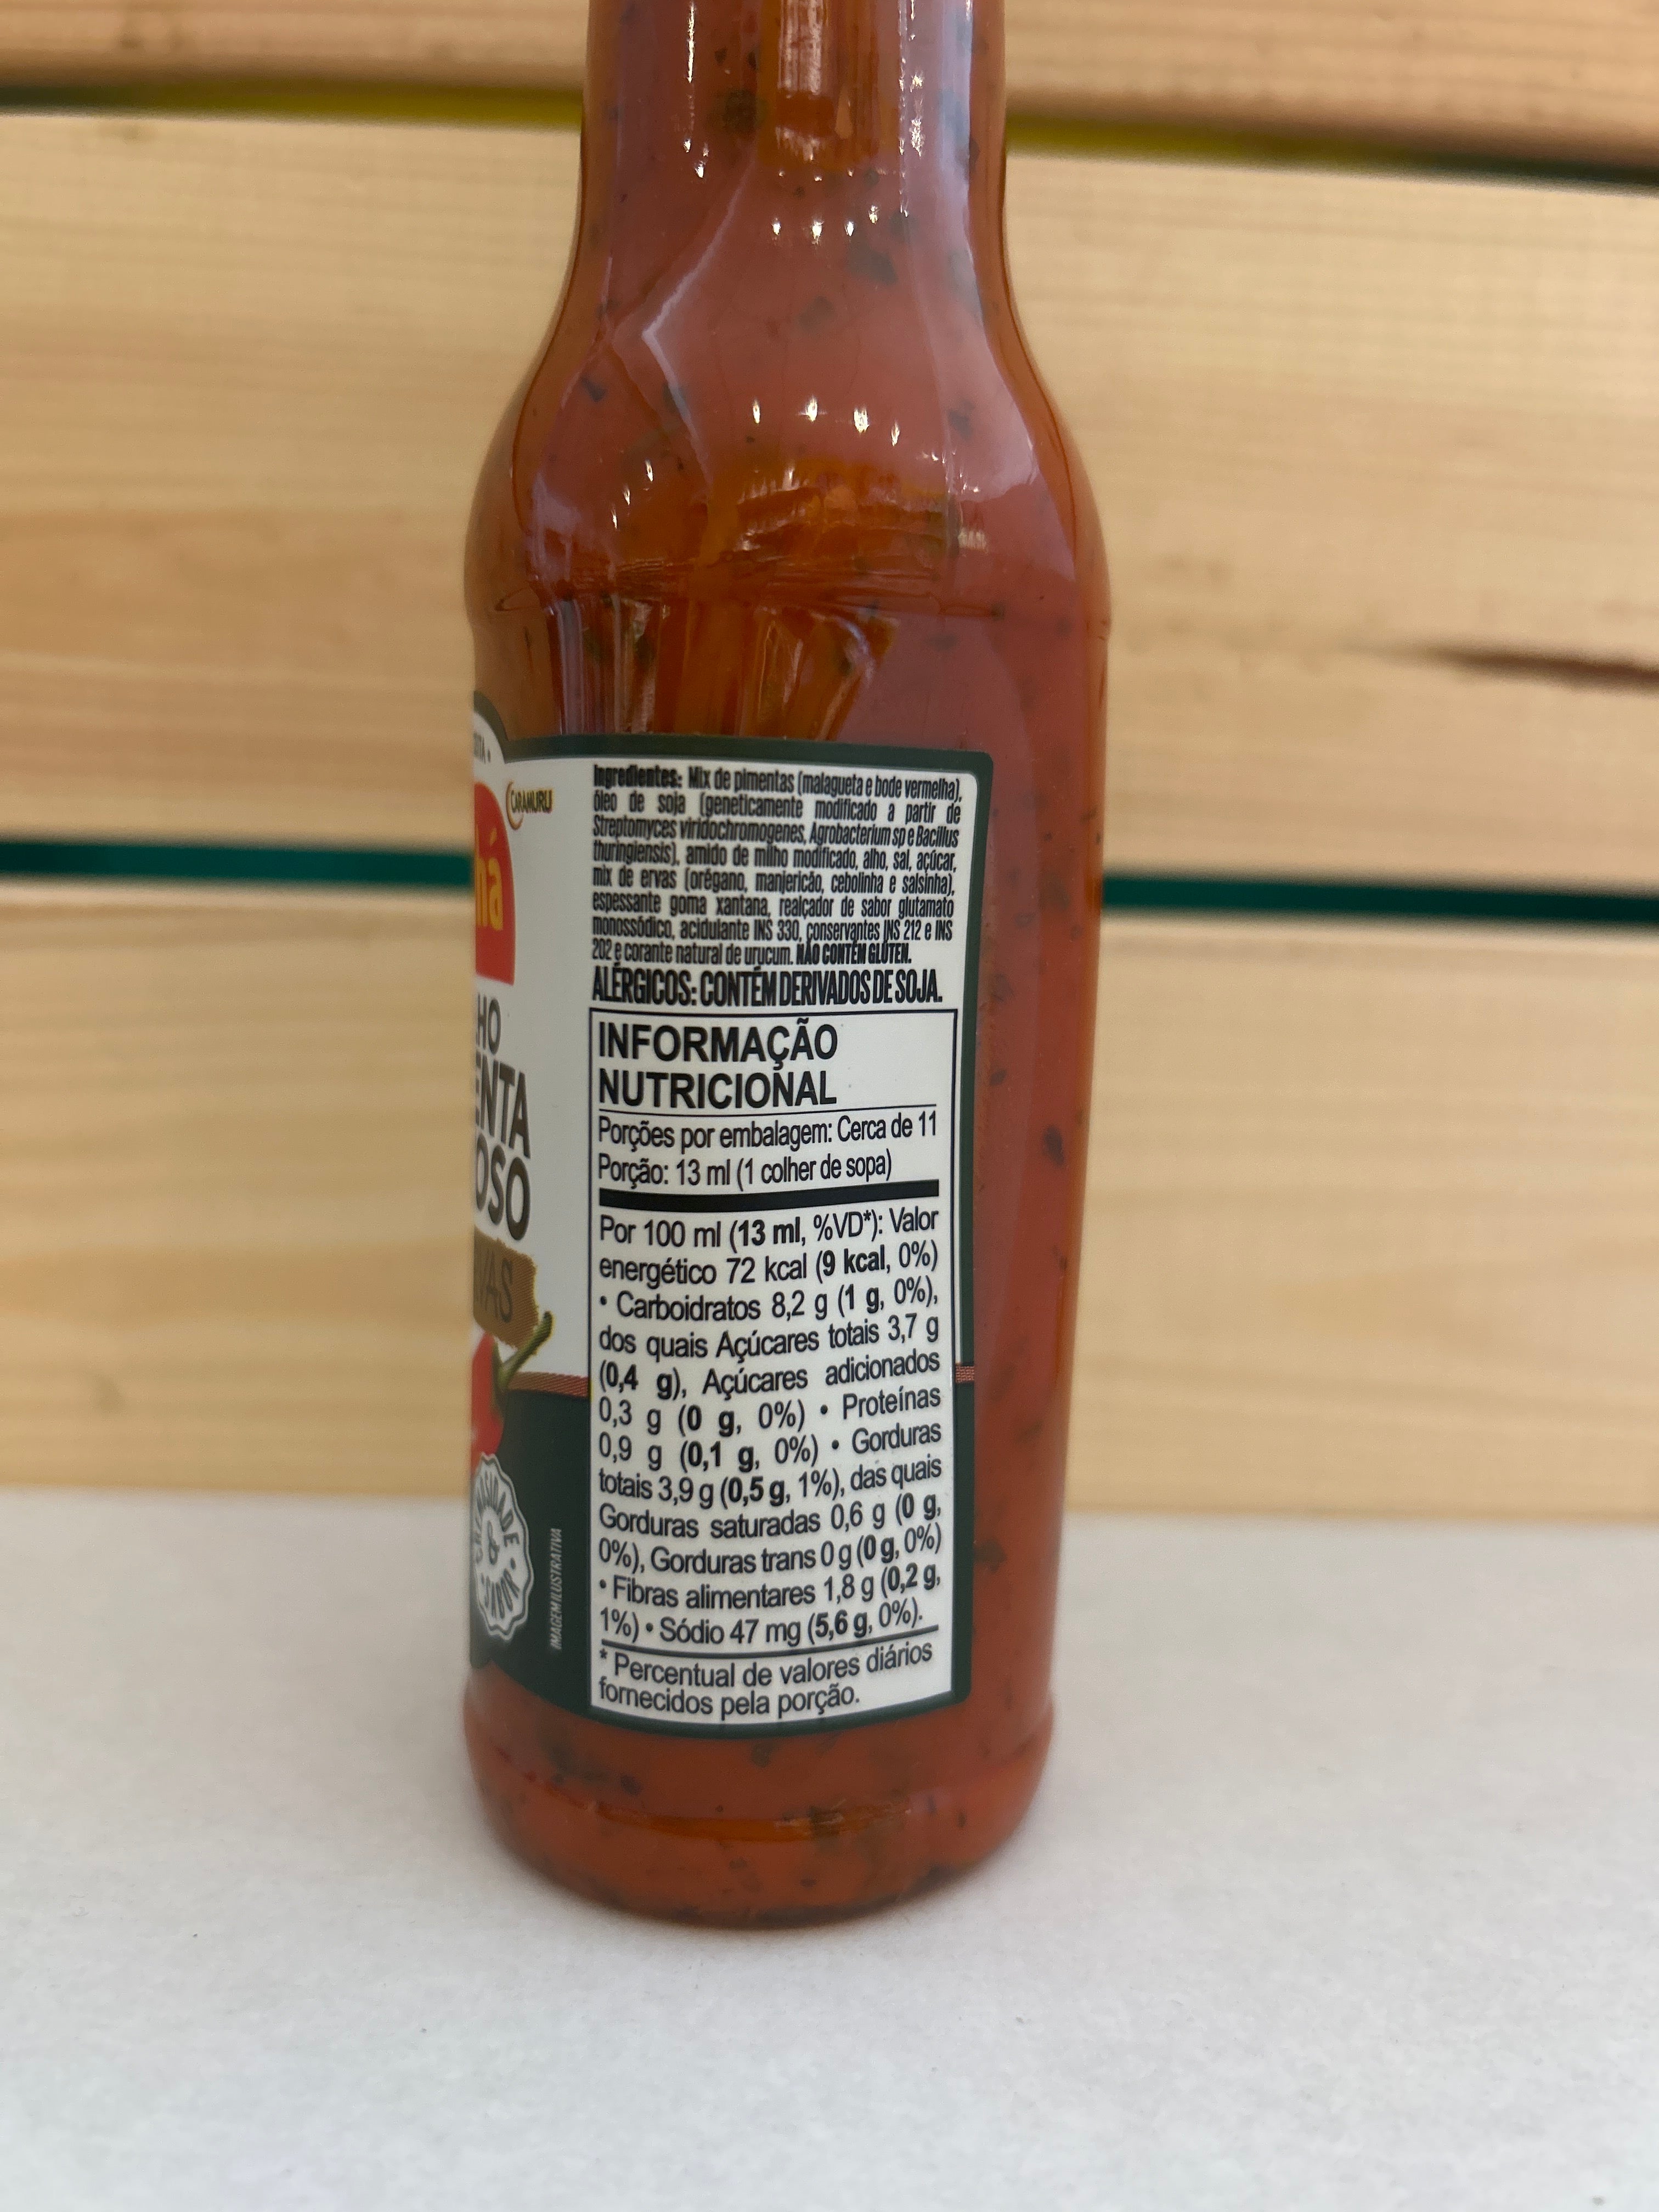 CARAMURU
há
HO
ENTA
OSO
VAS
SIDADE
&
SABOR
IMAGEM ILUSTRATIVA
Ingredientes: Mix de pimentas (malagueta e bode vermelha),
óleo de soja (geneticamente modificado a partir de
Streptomyces viridochromogenes, Agrobacterium sp e Bacillus
thuringiensis), amido de milho modificado, alho, sal, açúcar,
mix de ervas (orégano, manjericão, cebolinha e salsinha),
espessante goma xantana, realçador de sabor glutamato
monossódico, acidulante INS 330, conservantes INS 212 e INS
202 e corante natural de urucum. NÃO CONTÉM GLÚTEN.
ALÉRGICOS: CONTÉM DERIVADOS DE SOJA.
INFORMAÇÃO
NUTRICIONAL
Porções por embalagem: Cerca de 11
Porção: 13 ml (1 colher de sopa)
Por 100 ml (13 ml, %VD*): Valor
energético 72 kcal (9 kcal, 0%)
• Carboidratos 8,2 g (1 g, 0%),
dos quais Açúcares totais 3,7 g
(0,4 g), Açúcares adicionados
0,3 g (0 g, 0%) • Proteínas
0,9 g (0,1 g, 0%) • Gorduras
totais 3,9 g (0,5 g, 1%), das quais
Gorduras saturadas 0,6 g (0 g,
0%), Gorduras trans 0 g (0 g, 0%)
• Fibras alimentares 1,8 g (0,2 g,
1%) • Sódio 47 mg (5,6 g, 0%).
* Percentual de valores diários
fornecidos pela porção.